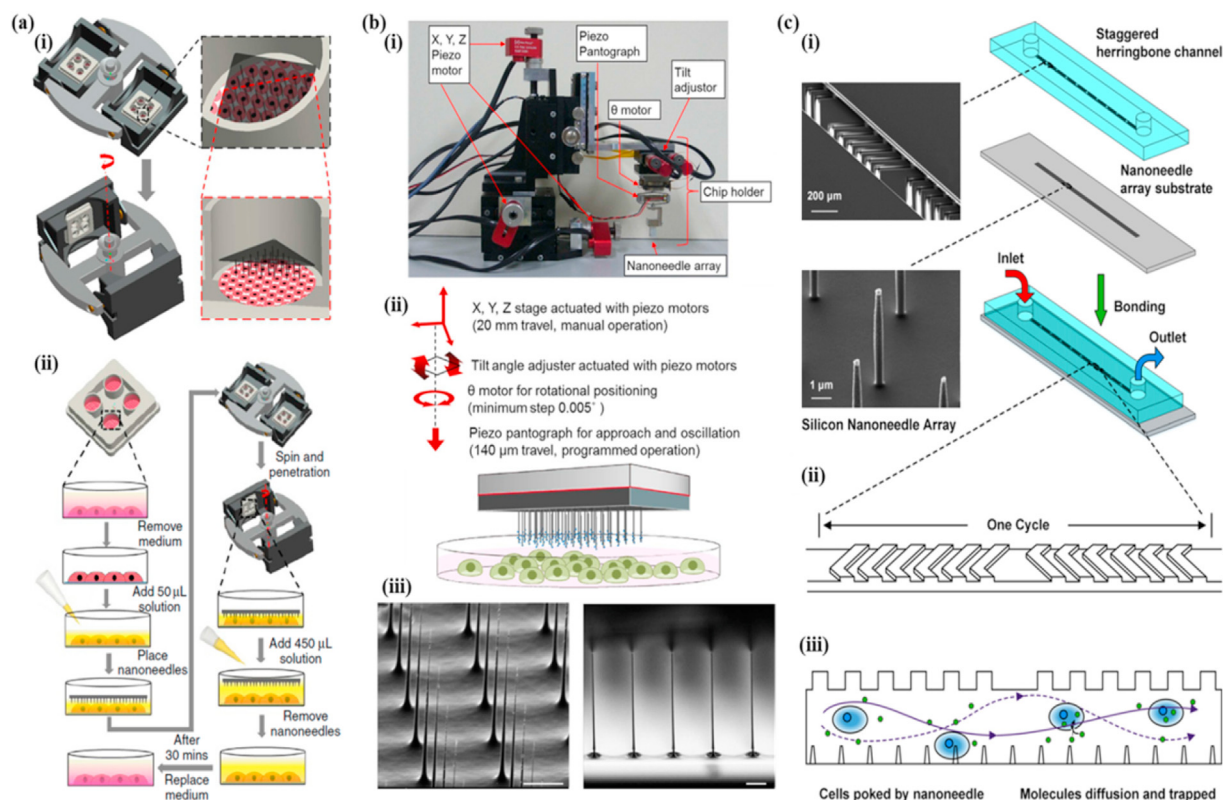 (a)
(i)
(ii)
Remove
medium
Add 50 μL
solution
Place
nanoneedles
Spin and
penetration
Add 450 μL
solution
Remove
nanoneedles
After
30 mins
Replace
medium
(b)
(i)
X, Y, Z
Piezo
motor
Piezo
Pantograph
Tilt
adjustor
θ motor
Chip holder
Nanoneedle array
(ii)
X, Y, Z stage actuated with piezo motors
(20 mm travel, manual operation)
Tilt angle adjuster actuated with piezo motors
θ motor for rotational positioning
(minimum step 0.005°)
Piezo pantograph for approach and oscillation
(140 μm travel, programmed operation)
(iii)
(c)
(i)
Staggered
herringbone channel
200 μm
Nanoneedle
array substrate
1 μm
Silicon Nanoneedle Array
Inlet
Bonding
Outlet
(ii)
One Cycle
(iii)
Cells poked by nanoneedle
Molecules diffusion and trapped